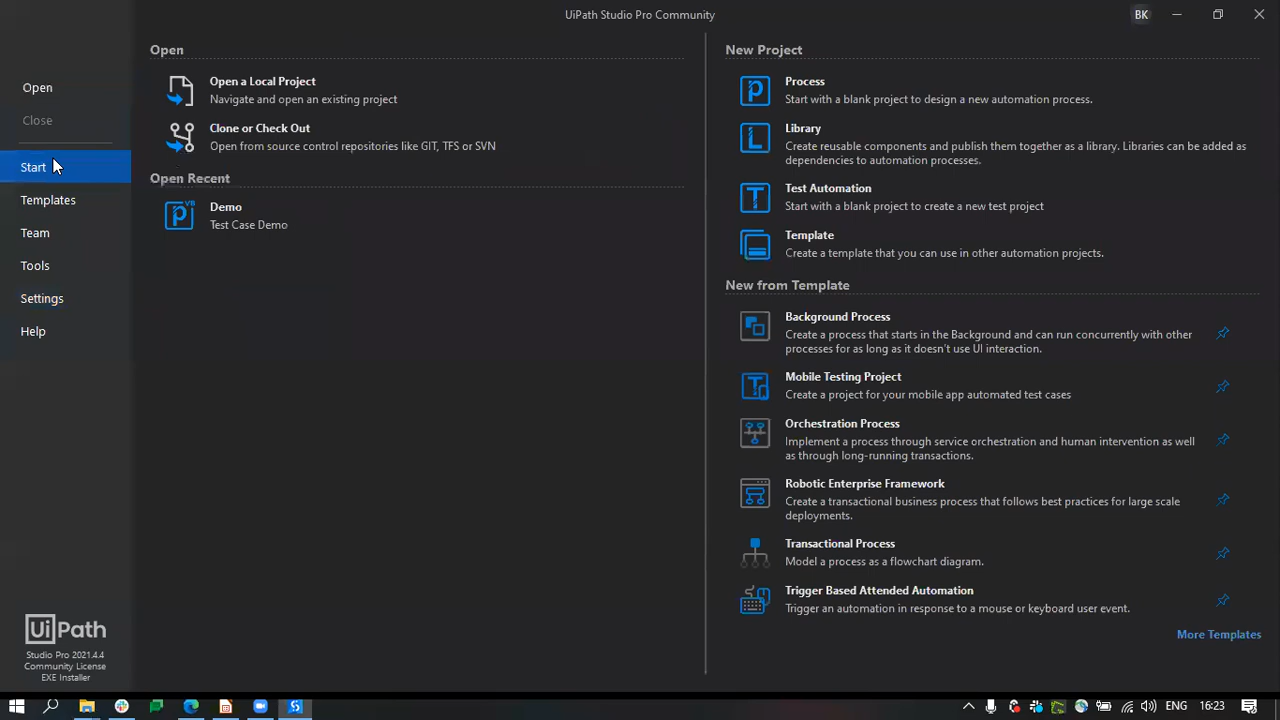 UiPath Studio Pro Community
BK
Open
Close
Start
Templates
Team
Tools
Settings
Help
UiPath
Studio Pro 2021.4.4
Community License
EXE Installer
Open
Open a Local Project
Navigate and open an existing project
Clone or Check Out
Open from source control repositories like GIT, TFS or SVN
Open Recent
VB
Demo
Test Case Demo
New Project
Process
Start with a blank project to design a new automation process.
Library
Create reusable components and publish them together as a library. Libraries can be added as
dependencies to automation processes.
Test Automation
Start with a blank project to create a new test project
Template
Create a template that you can use in other automation projects.
New from Template
Background Process
Create a process that starts in the Background and can run concurrently with other
processes for as long as it doesn't use UI interaction.
Mobile Testing Project
Create a project for your mobile app automated test cases
Orchestration Process
Implement a process through service orchestration and human intervention as well
as through long-running transactions.
Robotic Enterprise Framework
Create a transactional business process that follows best practices for large scale
deployments.
Transactional Process
Model a process as a flowchart diagram.
Trigger Based Attended Automation
Trigger an automation in response to a mouse or keyboard user event.
More Templates
ENG
16:23